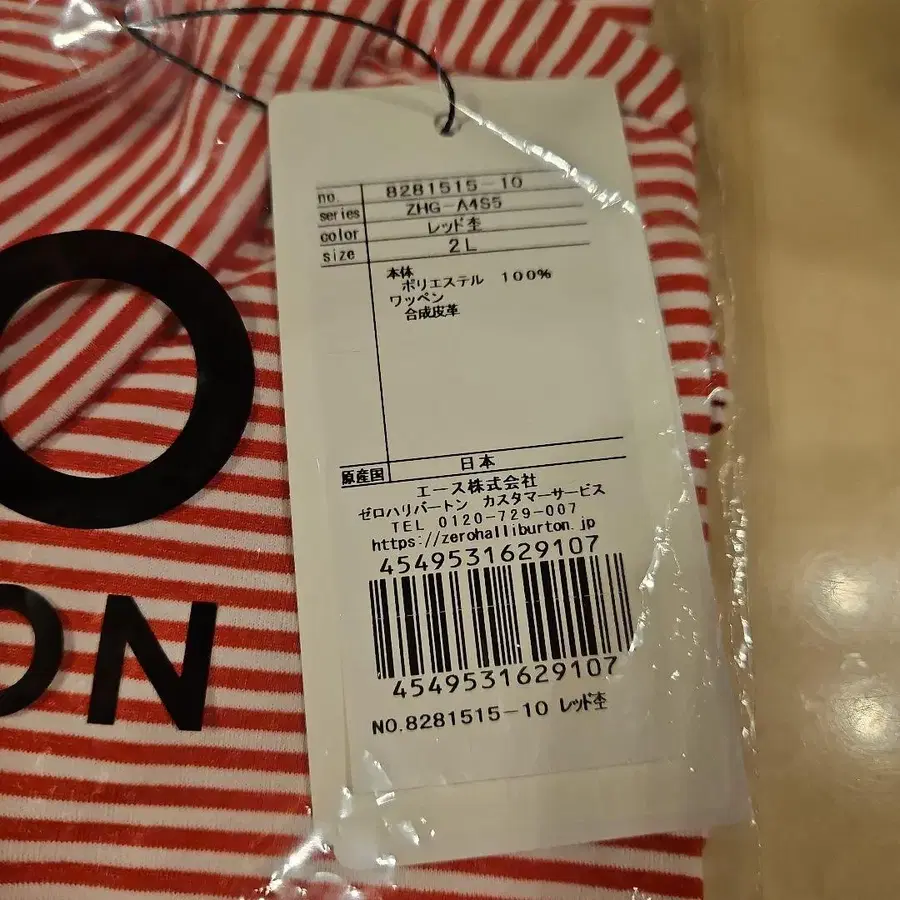 O
ON
no. 8281515-10
series ZHG-A4S5
color レッド杢
size 2L
本体
ポリエステル 100%
ワッペン
合成皮革
原産国 日本
エース株式会社
ゼロハリバートン カスタマーサービス
TEL 0120-729-007
https://zerohalliburton.jp
4549531629107
4549531629107
NO.8281515-10 レッド杢